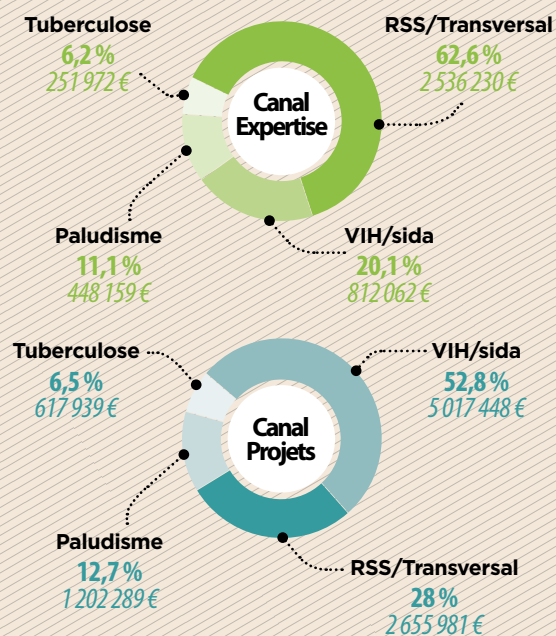 Tuberculose
6,2 %
251 972 €
RSS/Transversal
62,6 %
2 536 230 €
Canal
Expertise
Paludisme
11,1 %
448 159 €
VIH/sida
20,1 %
812 062 €
Tuberculose
6,5 %
617 939 €
VIH/sida
52,8 %
5 017 448 €
Canal
Projets
Paludisme
12,7 %
1 202 289 €
RSS/Transversal
28 %
2 655 981 €